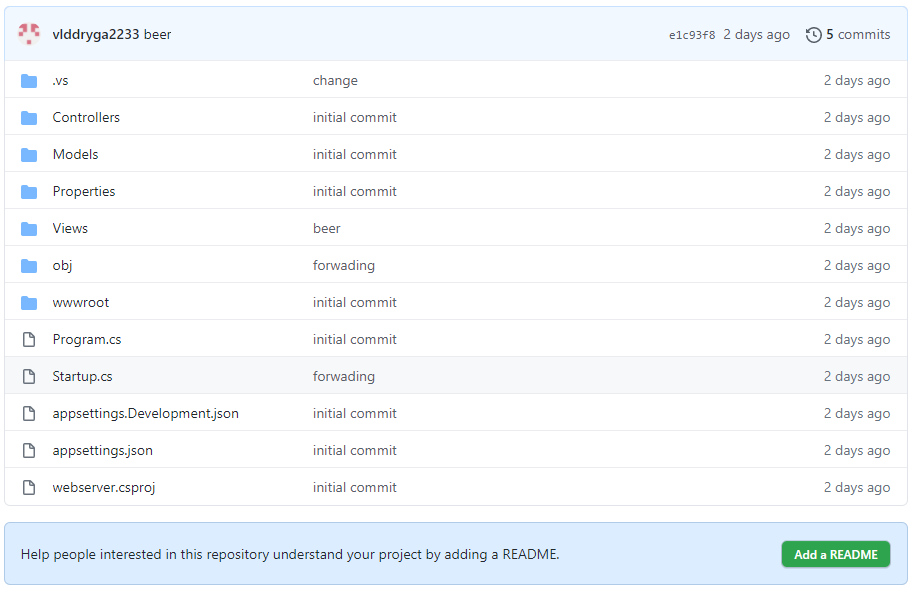 vlddryga2233 beer e1c93f8 2 days ago 5 commits
.vs change 2 days ago
Controllers initial commit 2 days ago
Models initial commit 2 days ago
Properties initial commit 2 days ago
Views beer 2 days ago
obj forwading 2 days ago
wwwroot initial commit 2 days ago
Program.cs initial commit 2 days ago
Startup.cs forwading 2 days ago
appsettings.Development.json initial commit 2 days ago
appsettings.json initial commit 2 days ago
webserver.csproj initial commit 2 days ago
Help people interested in this repository understand your project by adding a README. Add a README